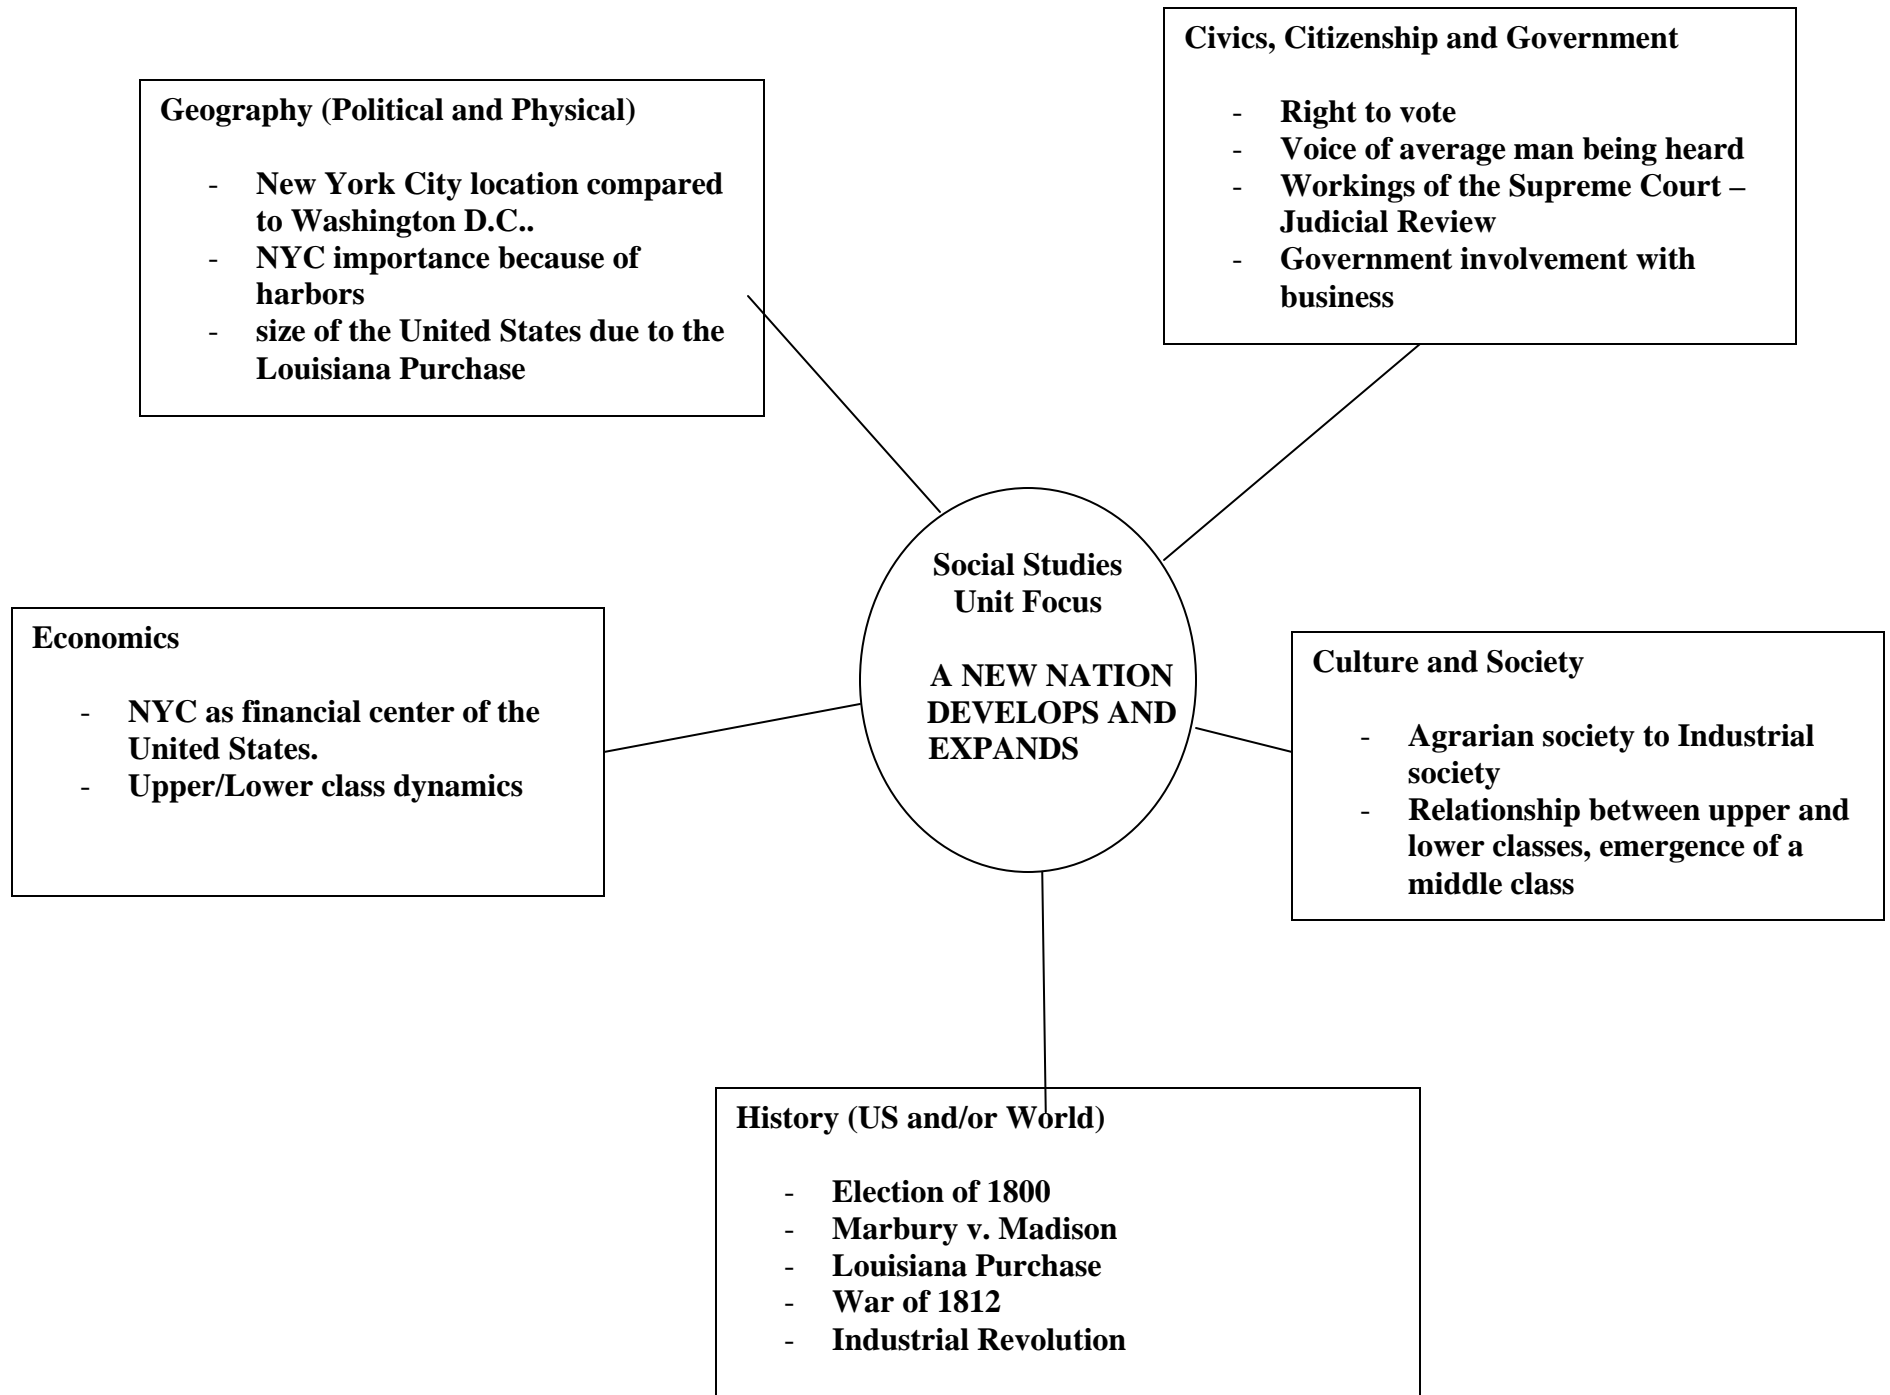 Civics, Citizenship and Government
- Right to vote
- Voice of average man being heard
- Workings of the Supreme Court –
Judicial Review
- Government involvement with
business
Geography (Political and Physical)
- New York City location compared
to Washington D.C..
- NYC importance because of
harbors
- size of the United States due to the
Louisiana Purchase
Social Studies
Unit Focus
A NEW NATION
DEVELOPS AND
EXPANDS
Economics
- NYC as financial center of the
United States.
- Upper/Lower class dynamics
Culture and Society
- Agrarian society to Industrial
society
- Relationship between upper and
lower classes, emergence of a
middle class
History (US and/or World)
- Election of 1800
- Marbury v. Madison
- Louisiana Purchase
- War of 1812
- Industrial Revolution